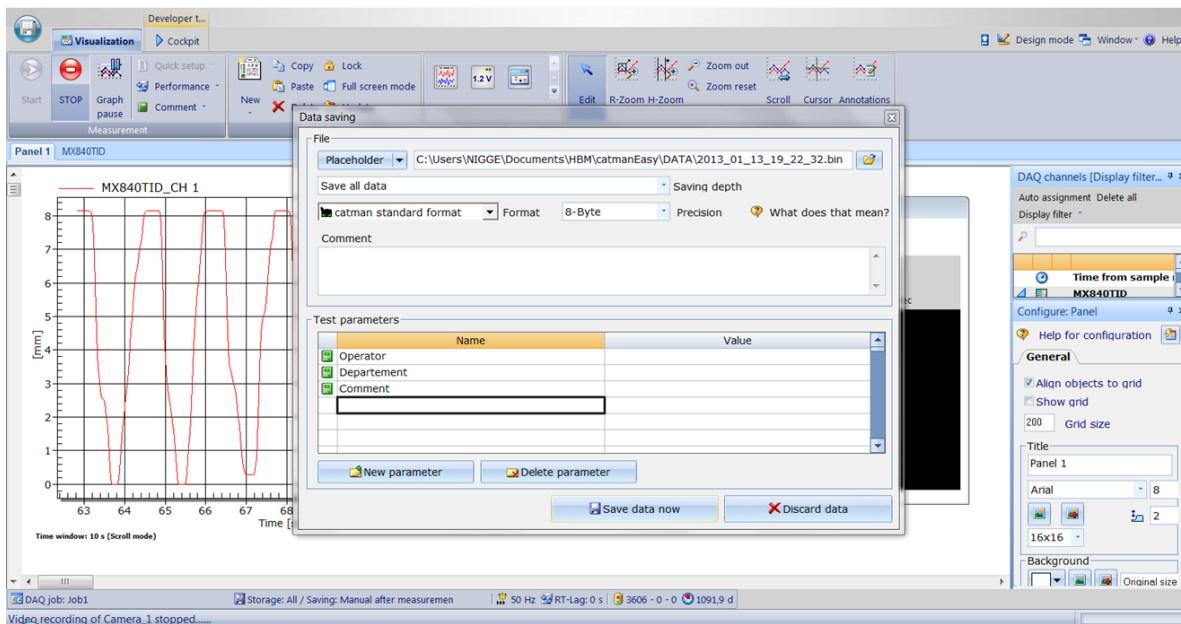 Developer t...
Visualization Cockpit
Design mode Window Help
Quick setup
Performance
Comment
Start STOP Graph pause
Measurement
New
Copy Lock
Paste Full screen mode
1.2 V
Zoom out
Zoom reset
Edit R-Zoom H-Zoom Scroll Cursor Annotations
Panel 1 MX840TID
MX840TID_CH 1
8
7
6
5
4
3
2
1
0
[mm]
63 64 65 66 67 68
Time [s
Time window: 10 s (Scroll mode)
Data saving
File
Placeholder C:\Users\NIGGE\Documents\HBM\catmanEasy\DATA\2013_01_13_19_22_32.bin
Save all data Saving depth
catman standard format Format 8-Byte Precision What does that mean?
Comment
Test parameters
Name Value
Operator
Departement
Comment
New parameter Delete parameter
Save data now Discard data
ec
DAQ channels [Display filter...
Auto assignment Delete all
Display filter
Time from sample
MX840TID
Configure: Panel
Help for configuration
General
Align objects to grid
Show grid
200 Grid size
Title
Panel 1
Arial 8
2
16x16
Background
Original size
DAQ job: Job1 Storage: All / Saving: Manual after measuremen 50 Hz RT-Lag: 0 s 3606 - 0 - 0 1091,9 d
Video recording of Camera_1 stopped......